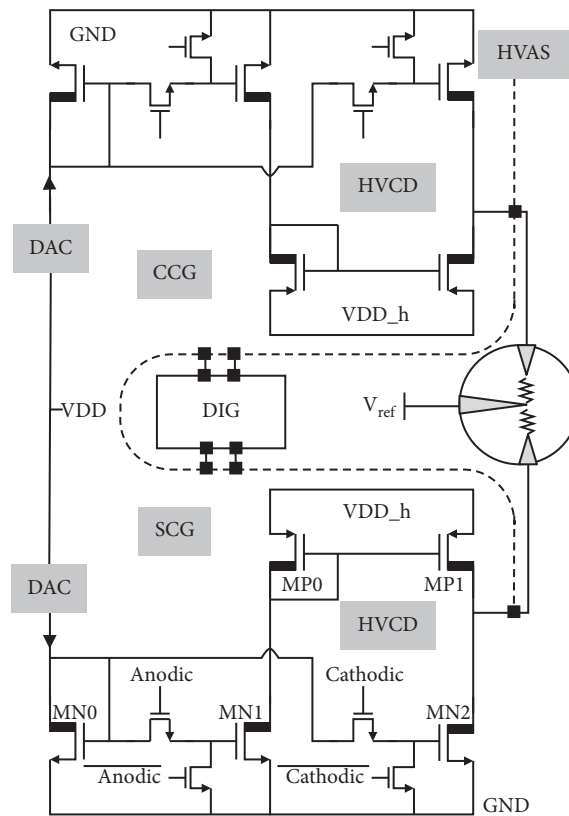 GND
HVAS
HVCD
DAC
CCG
VDD_h
VDD
DIG
Vref
VDD_h
SCG
MP0
MP1
DAC
HVCD
Anodic
Cathodic
MN0
MN1
MN2
Anodic
Cathodic
GND